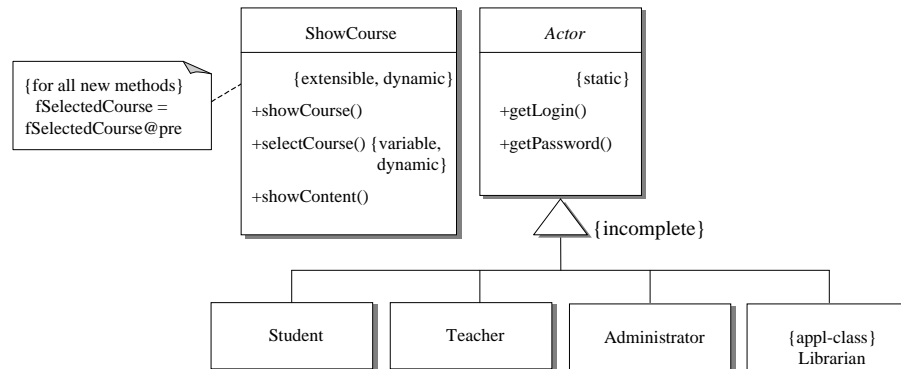 {for all new methods}
fSelectedCourse =
fSelectedCourse@pre
ShowCourse
{extensible, dynamic}
+showCourse()
+selectCourse() {variable,
dynamic}
+showContent()
Actor
{static}
+getLogin()
+getPassword()
{incomplete}
Student
Teacher
Administrator
{appl-class}
Librarian